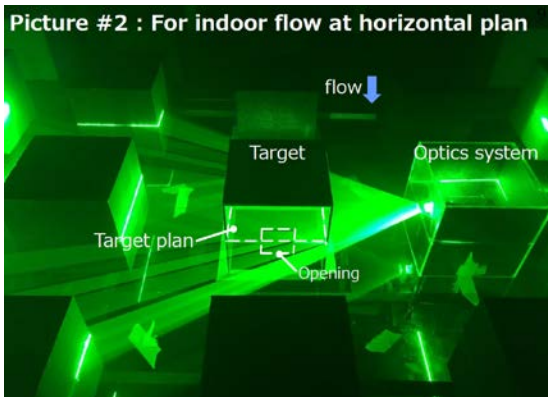 Picture #2 : For indoor flow at horizontal plan
flow
Target
Optics system
Target plan
Opening